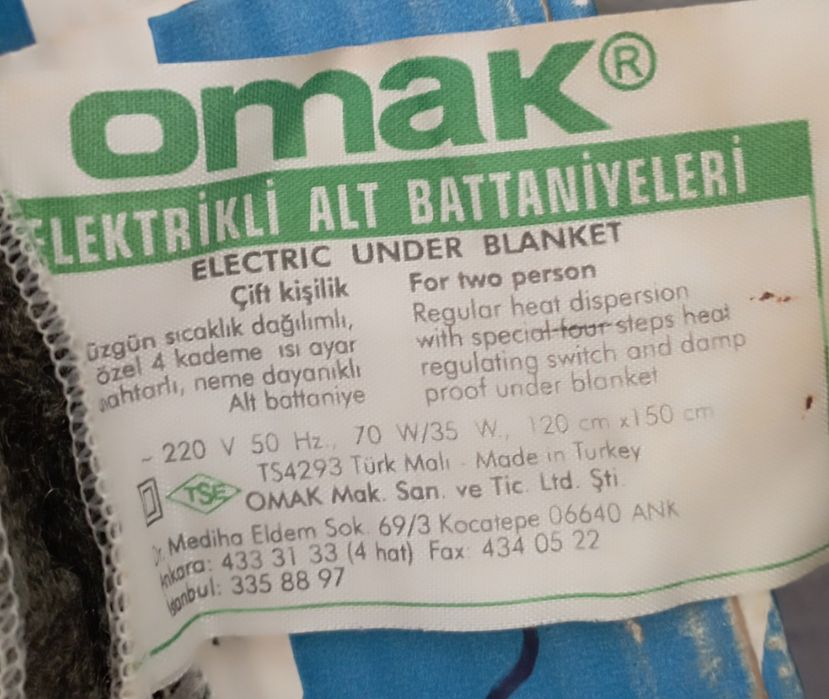 omak®
ELEKTRİKLİ ALT BATTANİYELERİ
ELECTRIC UNDER BLANKET
Çift kişilik
üzgün sıcaklık dağılımlı,
özel 4 kademe ısı ayar
ahtarlı, neme dayanıklı
Alt battaniye
For two person
Regular heat dispersion
with special four steps heat
regulating switch and damp
proof under blanket
~ 220 V 50 Hz., 70 W/35 W., 120 cm x150 cm
TS4293 Türk Malı - Made in Turkey
TSE OMAK Mak. San. ve Tic. Ltd. Şti.
Dr. Mediha Eldem Sok. 69/3 Kocatepe 06640 ANK
Ankara: 433 31 33 (4 hat) Fax: 434 05 22
İstanbul: 335 88 97